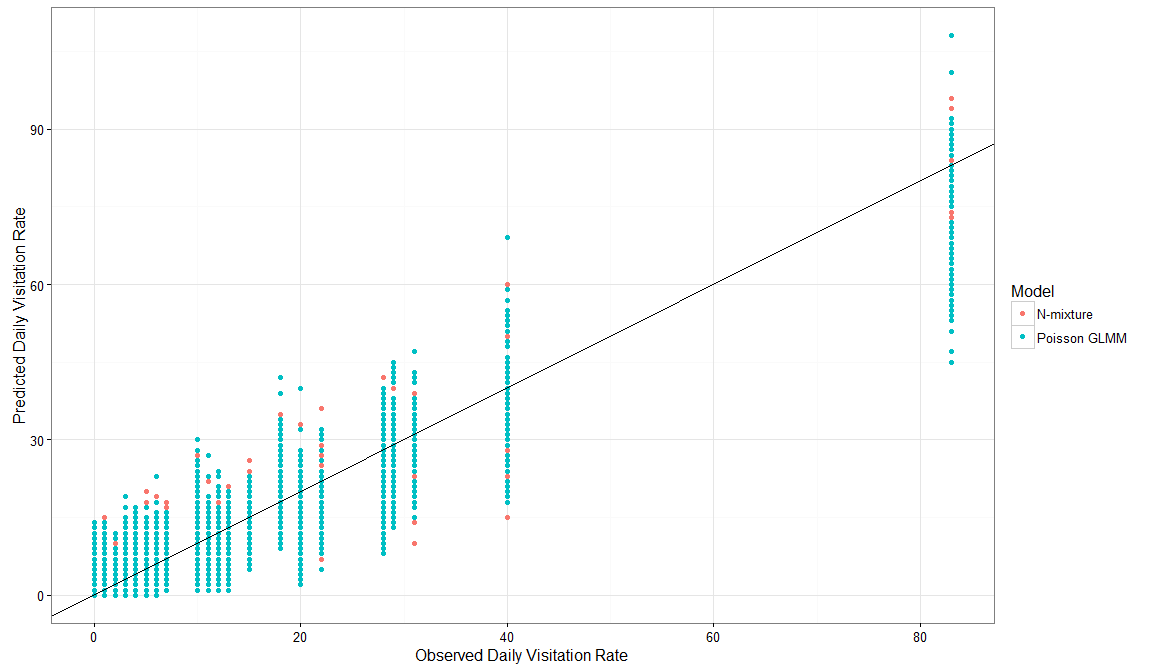 Predicted Daily Visitation Rate
90
60
30
0
0 20 40 60 80
Observed Daily Visitation Rate
Model
N-mixture
Poisson GLMM